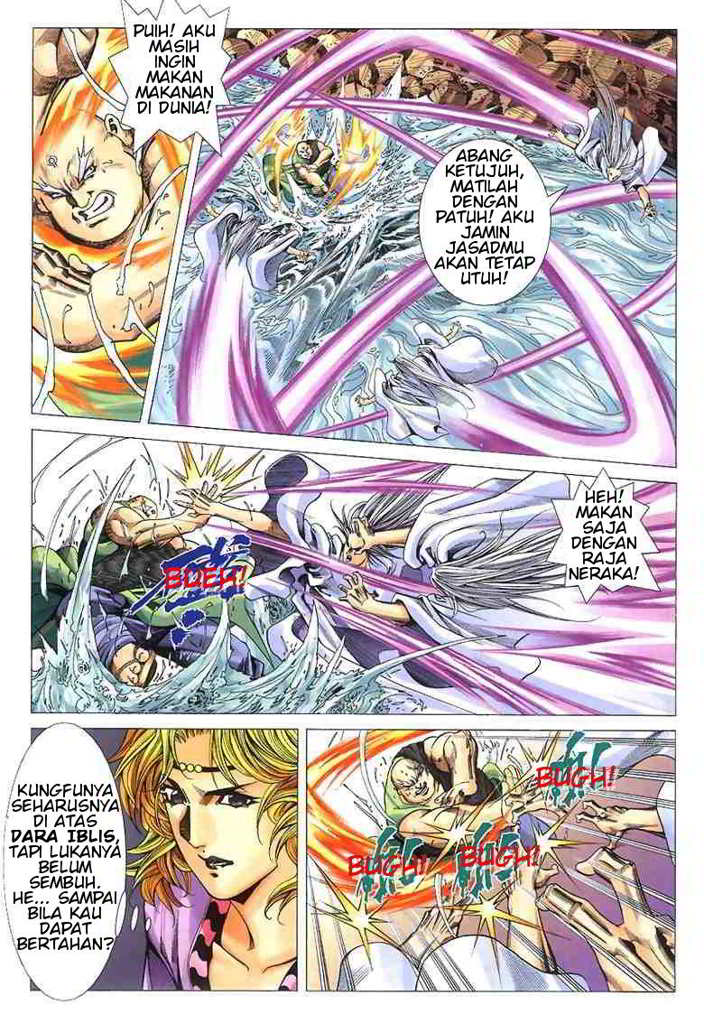 PUIH! AKU
MASIH
INGIN
MAKAN
MAKANAN
DI DUNIA!
ABANG
KETUJUH,
MATILAH
DENGAN
PATUH! AKU
JAMIN
JASADMU
AKAN TETAP
UTUH!
HEH!
MAKAN
SAJA
DENGAN
RAJA
NERAKA!
BUEH!
KUNGFUNYA
SEHARUSNYA
DI ATAS
DARA IBLIS,
TAPI LUKANYA
BELUM
SEMBUH.
HE... SAMPAI
BILA KAU
DAPAT
BERTAHAN?
BUGH!
BUGH!
BUGH!